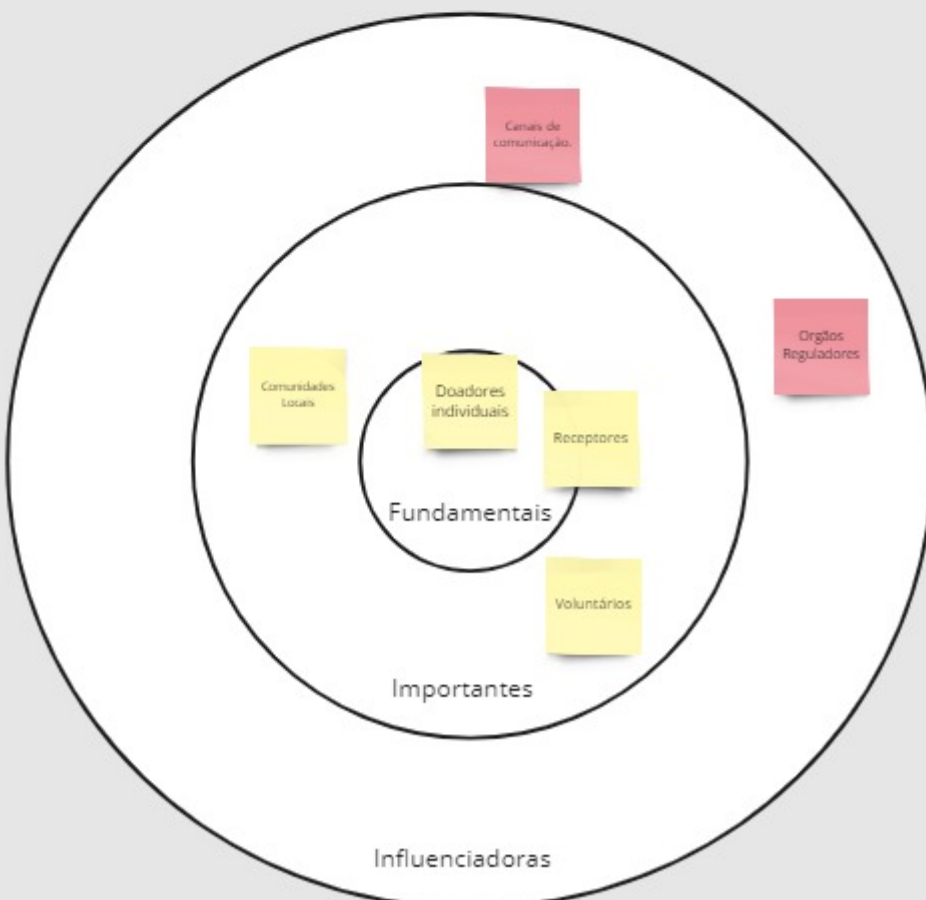 Canais de
comunicação.
Orgãos
Reguladores
Comunidades
Locais
Doadores
individuais
Receptores
Fundamentais
Voluntários
Importantes
Influenciadoras